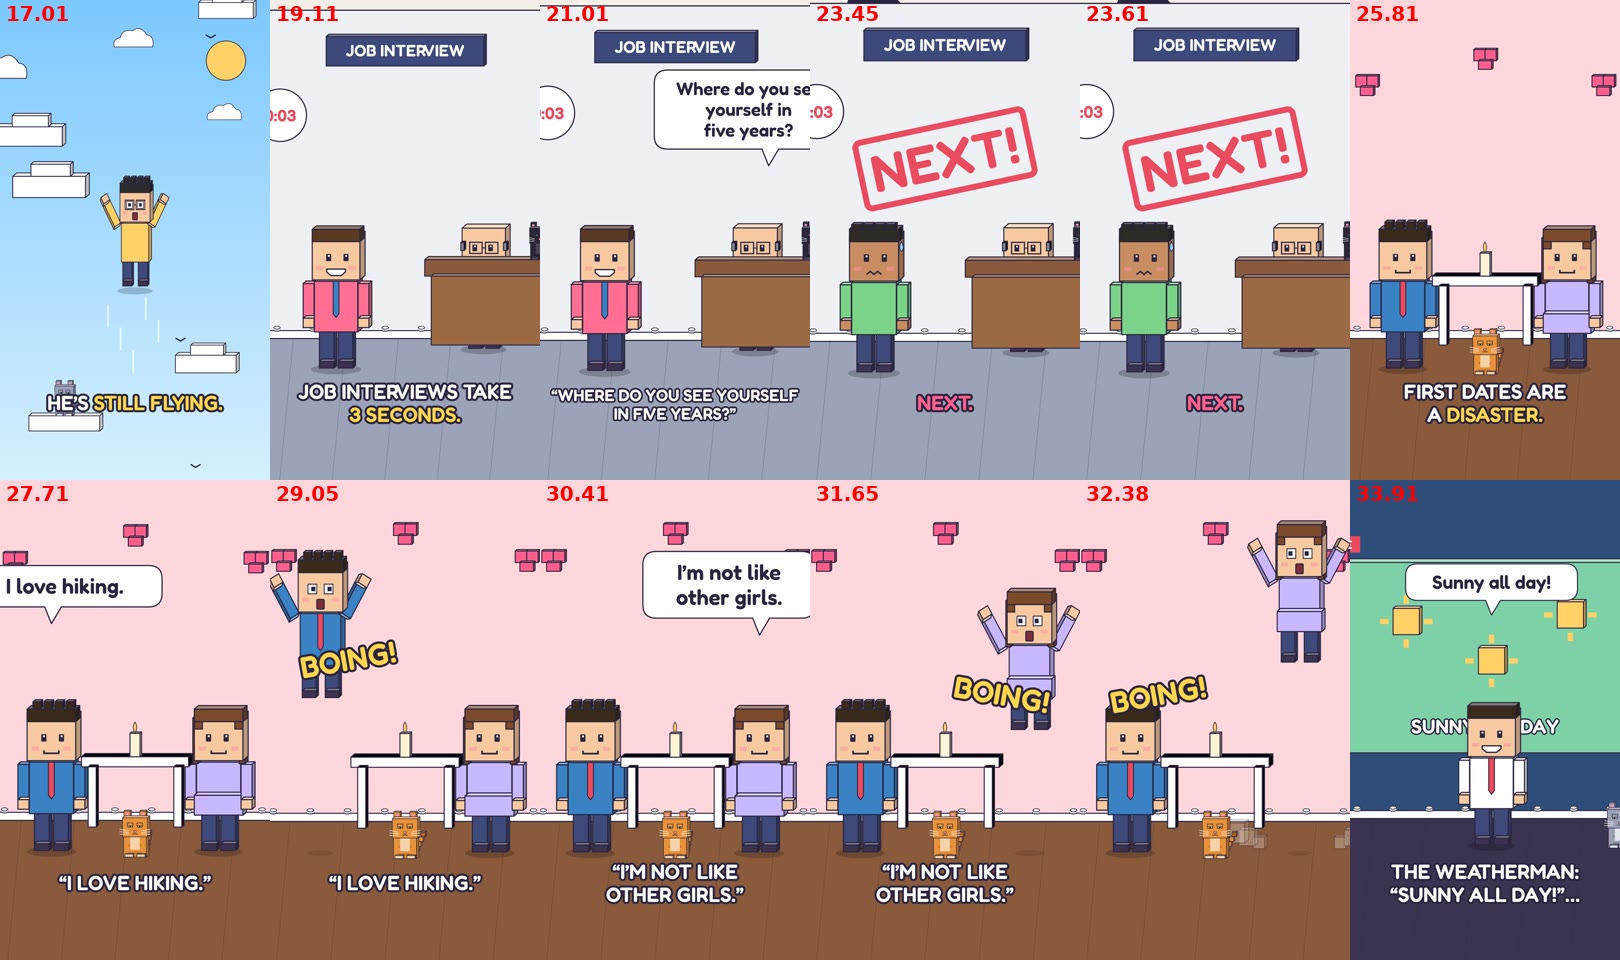 17.01
HE'S STILL FLYING.
19.11
JOB INTERVIEW
:03
JOB INTERVIEWS TAKE
3 SECONDS.
21.01
JOB INTERVIEW
:03
Where do you se
yourself in
five years?
"WHERE DO YOU SEE YOURSELF
IN FIVE YEARS?"
23.45
JOB INTERVIEW
:03
NEXT!
NEXT.
23.61
JOB INTERVIEW
:03
NEXT!
NEXT.
25.81
FIRST DATES ARE
A DISASTER.
27.71
I love hiking.
"I LOVE HIKING."
29.05
BOING!
"I LOVE HIKING."
30.41
I'm not like
other girls.
"I'M NOT LIKE
OTHER GIRLS."
31.65
BOING!
"I'M NOT LIKE
OTHER GIRLS."
32.38
BOING!
33.91
Sunny all day!
SUNNY DAY
THE WEATHERMAN:
"SUNNY ALL DAY!"...